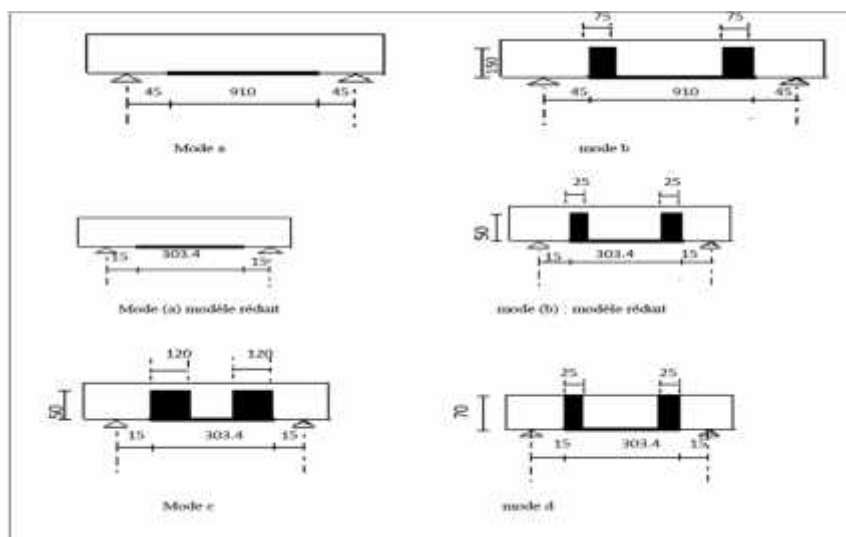 75 75
150
45 910 45
45 910 45
Mode a
mode b
25 25
50
15 303.4 15
15 303.4 15
Mode (a) modèle réduit
mode (b) : modèle réduit
120 120
25 25
50
70
15 303.4 15
15 303.4 15
Mode c
mode d